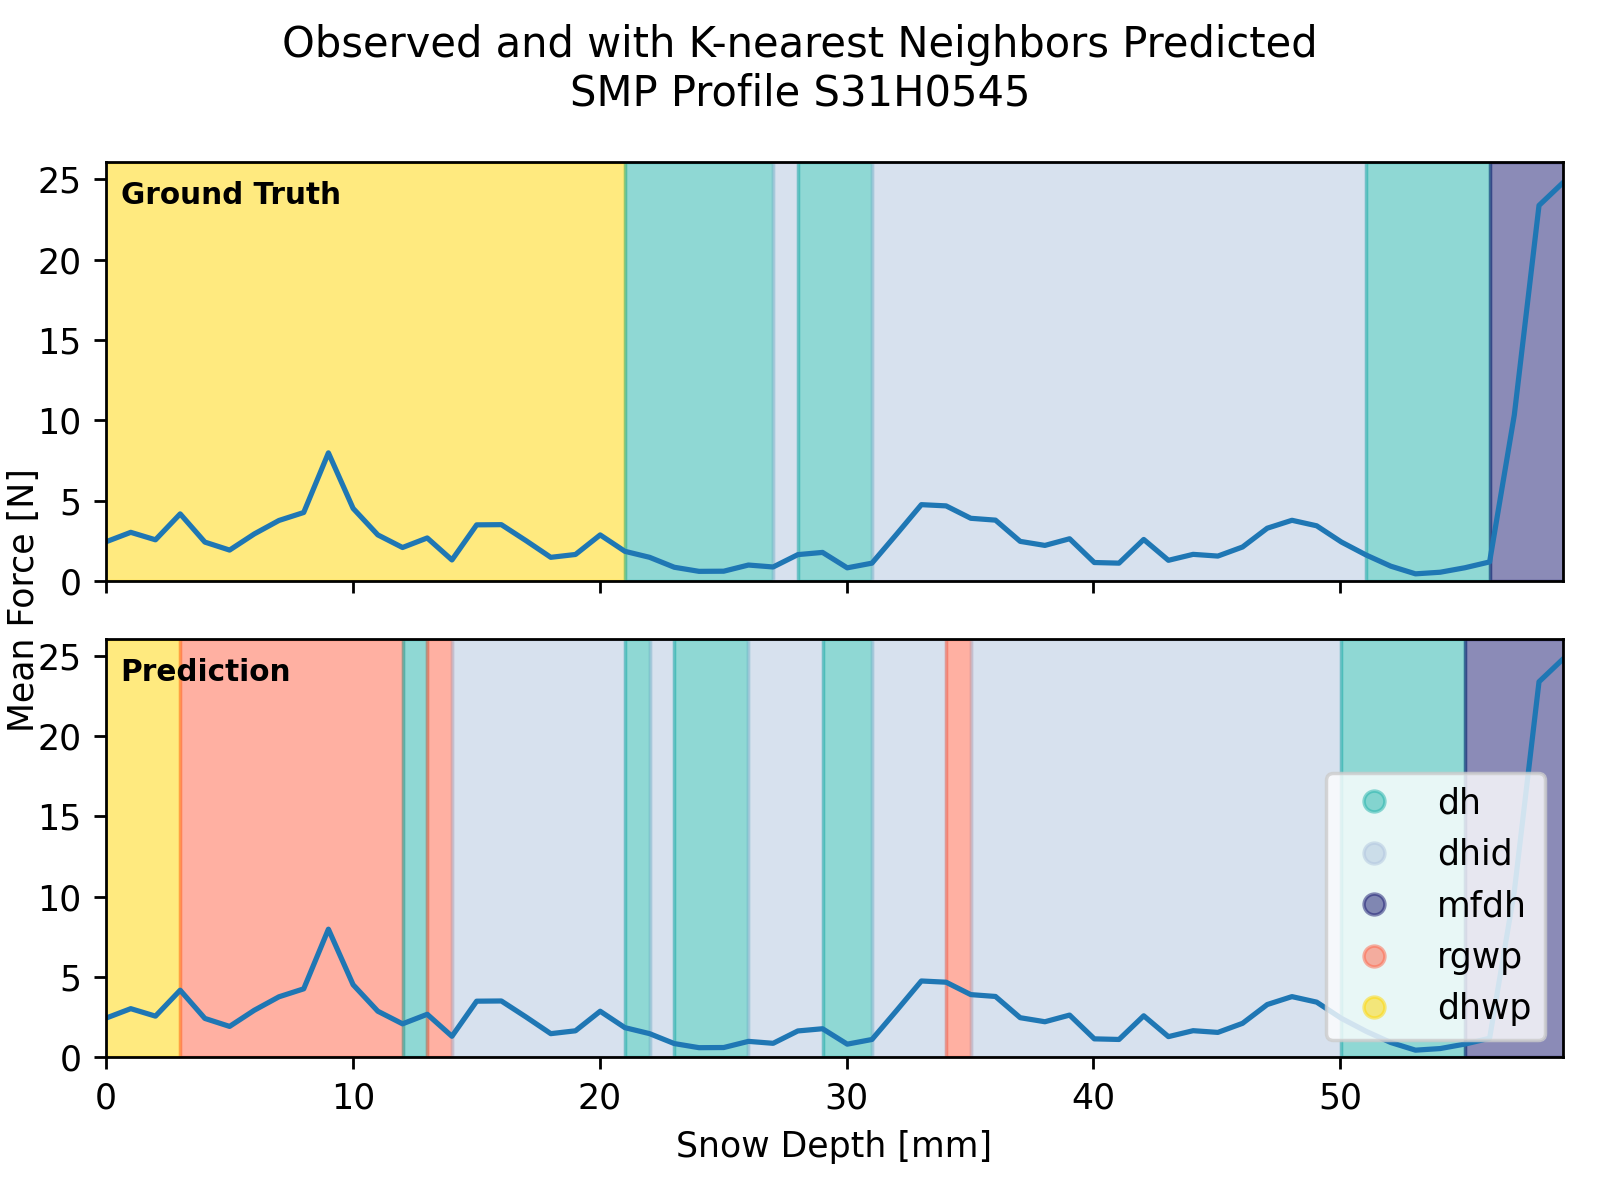 Observed and with K-nearest Neighbors Predicted
SMP Profile S31H0545
Mean Force [N]
25
20
15
10
5
0
Ground Truth
25
20
15
10
5
0
Prediction
dh
dhid
mfdh
rgwp
dhwp
0 10 20 30 40 50
Snow Depth [mm]